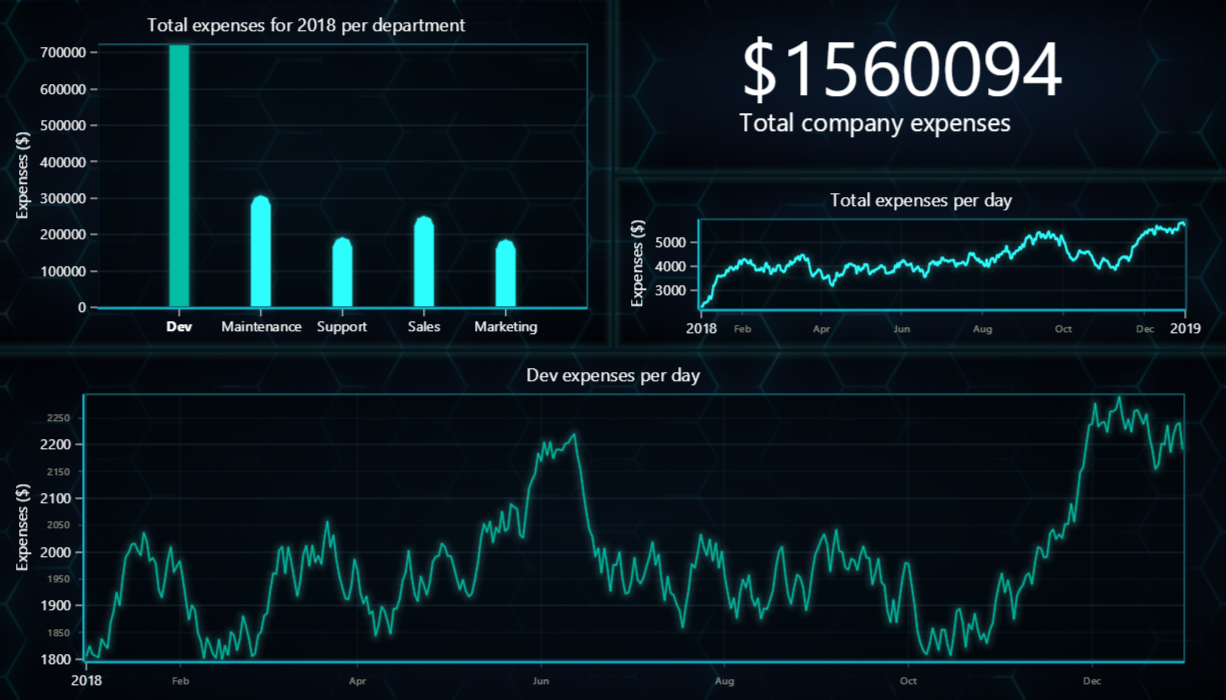 Total expenses for 2018 per department
Expenses ($)
700000
600000
500000
400000
300000
200000
100000
0
Dev Maintenance Support Sales Marketing
$1560094
Total company expenses
Total expenses per day
Expenses ($)
5000
4000
3000
2018 Feb Apr Jun Aug Oct Dec 2019
Dev expenses per day
Expenses ($)
2250
2200
2150
2100
2050
2000
1950
1900
1850
1800
2018 Feb Apr Jun Aug Oct Dec